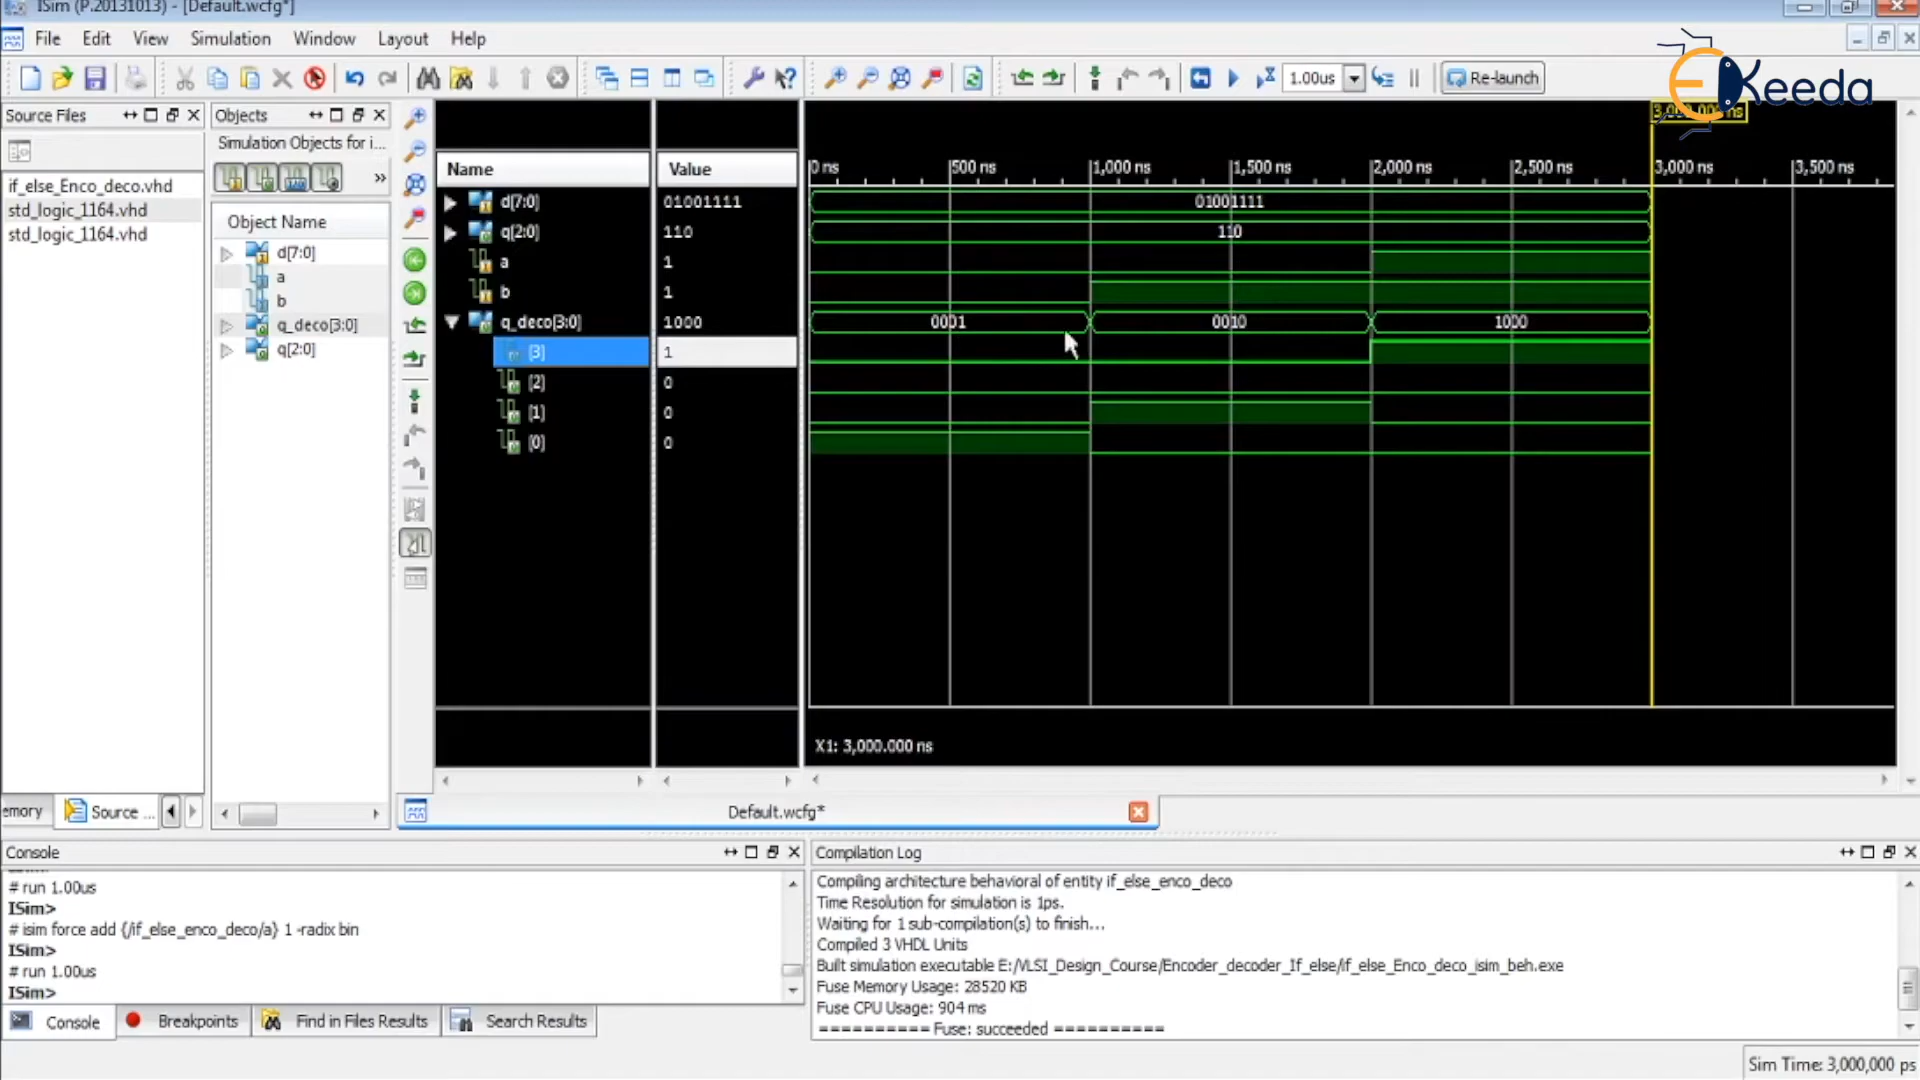 ISim (P.20131013) - [Default.wcfg*]
File Edit View Simulation Window Layout Help
1.00us
Re-launch
Keeda
Source Files
Objects
Simulation Objects for i...
if_else_Enco_deco.vhd
std_logic_1164.vhd
std_logic_1164.vhd
Object Name
d[7:0]
a
b
q_deco[3:0]
q[2:0]
Name Value
0 ns 500 ns 1,000 ns 1,500 ns 2,000 ns 2,500 ns 3,000 ns 3,500 ns
d[7:0] 01001111 01001111
q[2:0] 110 110
a 1
b 1
q_deco[3:0] 1000 0001 0010 1000
[3] 1
[2] 0
[1] 0
[0] 0
X1: 3,000.000 ns
emory Source ...
Default.wcfg*
Console
# run 1.00us
ISim>
# isim force add {/if_else_enco_deco/a} 1 -radix bin
ISim>
# run 1.00us
ISim>
Console Breakpoints Find in Files Results Search Results
Compilation Log
Compiling architecture behavioral of entity if_else_enco_deco
Time Resolution for simulation is 1ps.
Waiting for 1 sub-compilation(s) to finish...
Compiled 3 VHDL Units
Built simulation executable E:/VLSI_Design_Course/Encoder_decoder_If_else/if_else_Enco_deco_isim_beh.exe
Fuse Memory Usage: 28520 KB
Fuse CPU Usage: 904 ms
========== Fuse: succeeded ==========
Sim Time: 3,000,000 ps